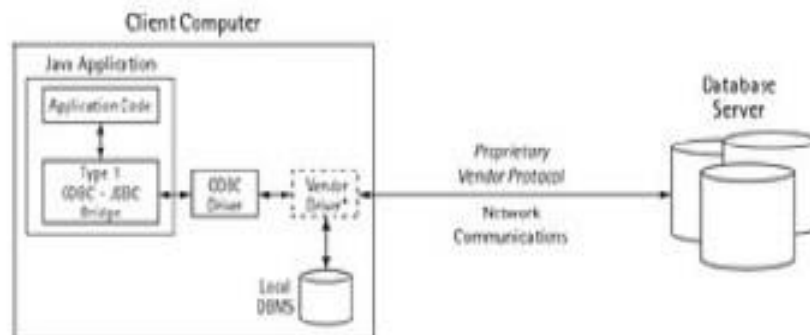 Client Computer
Java Application
Application Code
Type 1
ODBC - JDBC
Bridge
ODBC
Driver
Vendor
Driver*
Local
DBMS
Proprietary
Vendor Protocol
Network
Communications
Database
Server